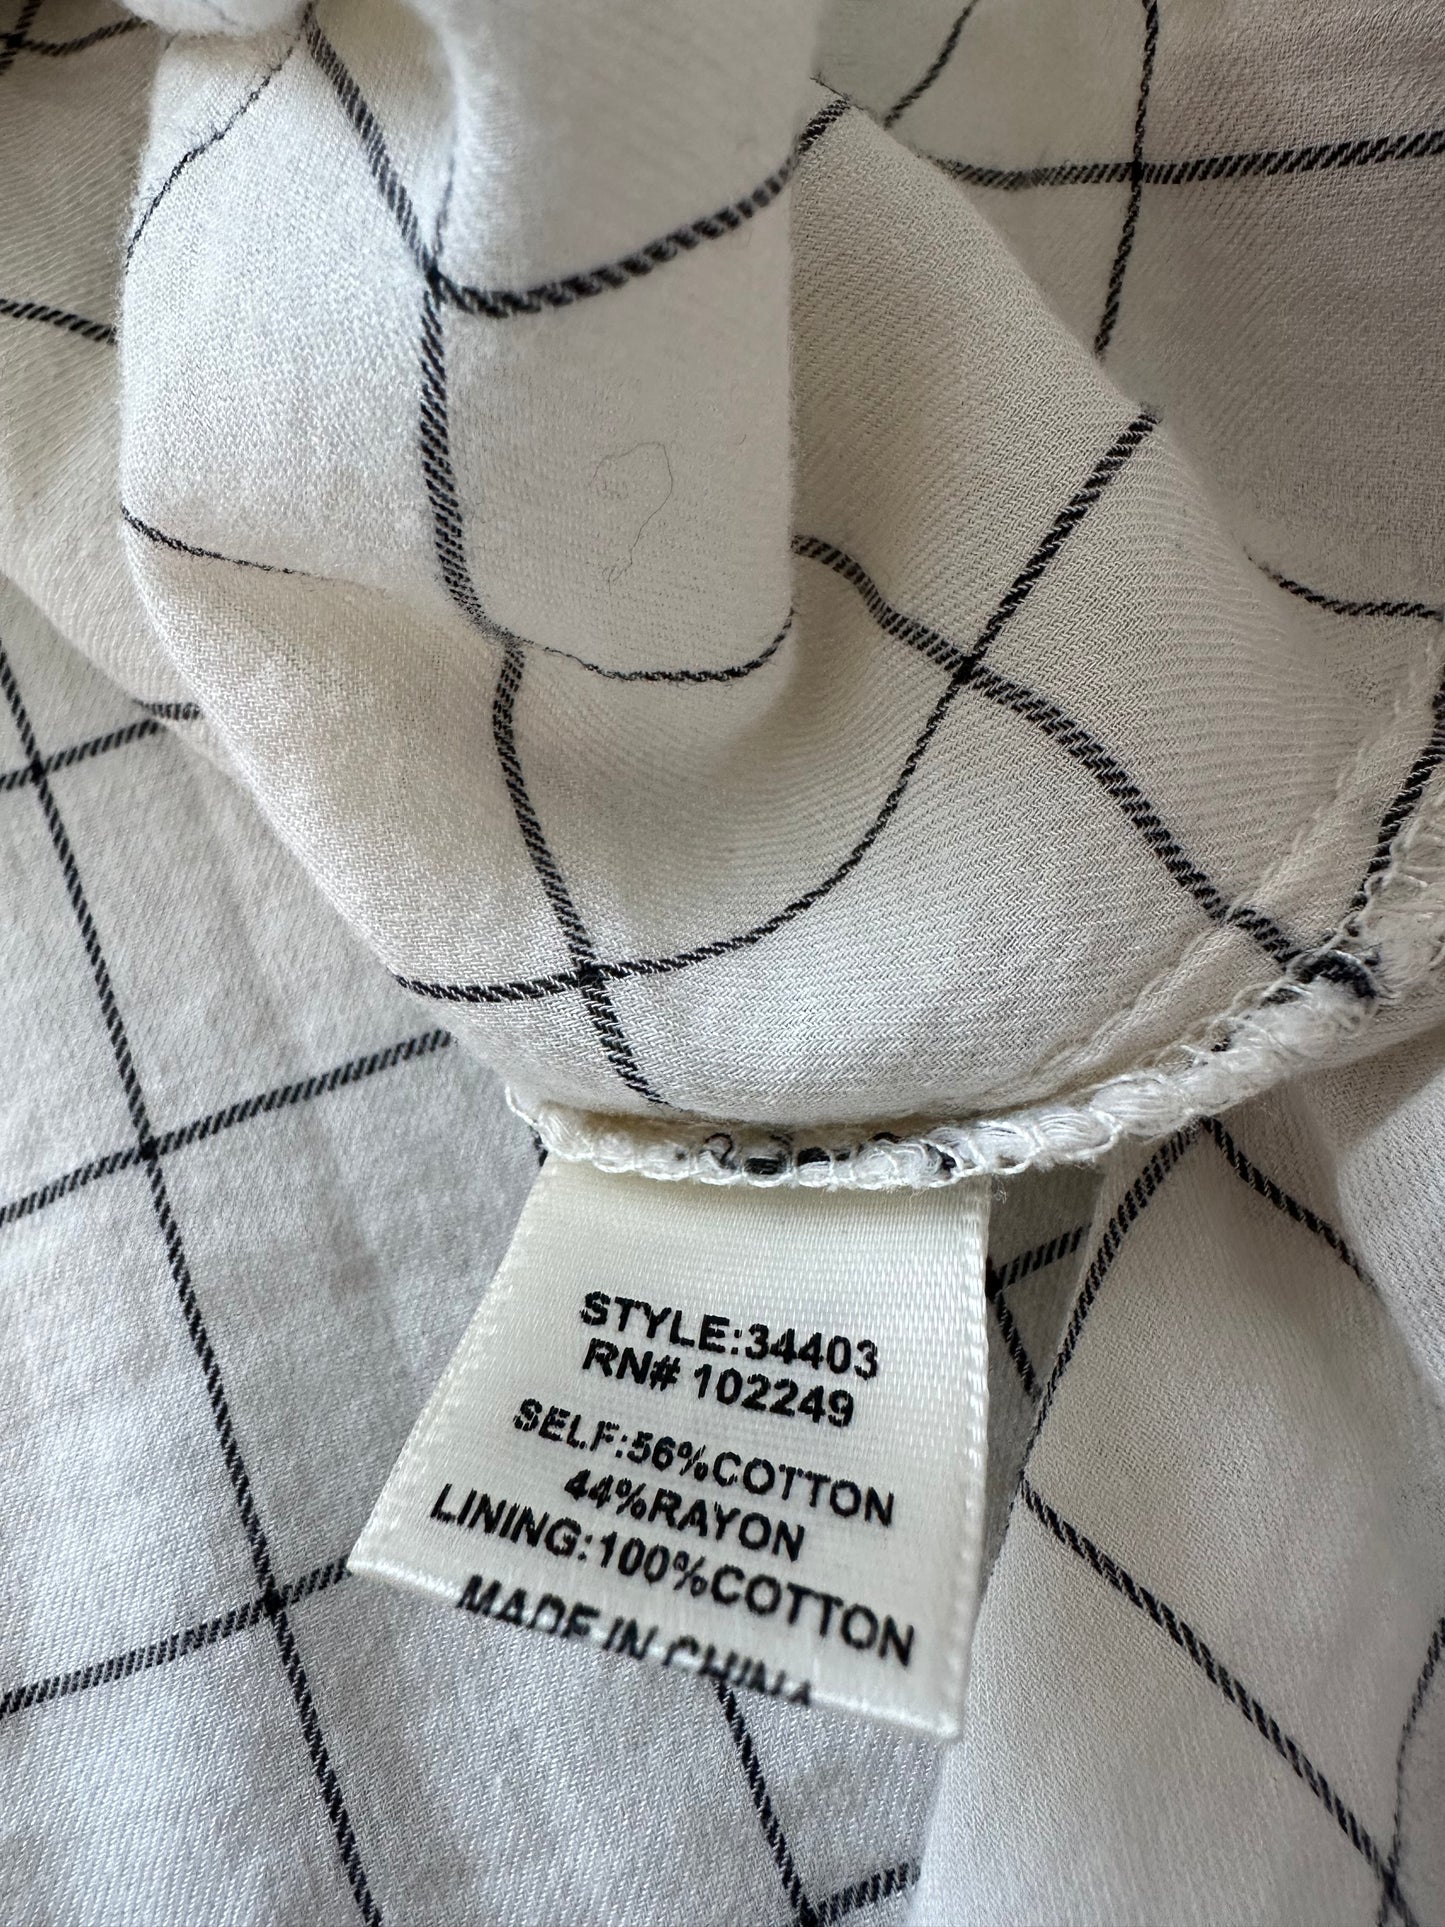 STYLE:34403
RN# 102249
SELF:56%COTTON
44%RAYON
LINING:100%COTTON
MADE IN CHINA